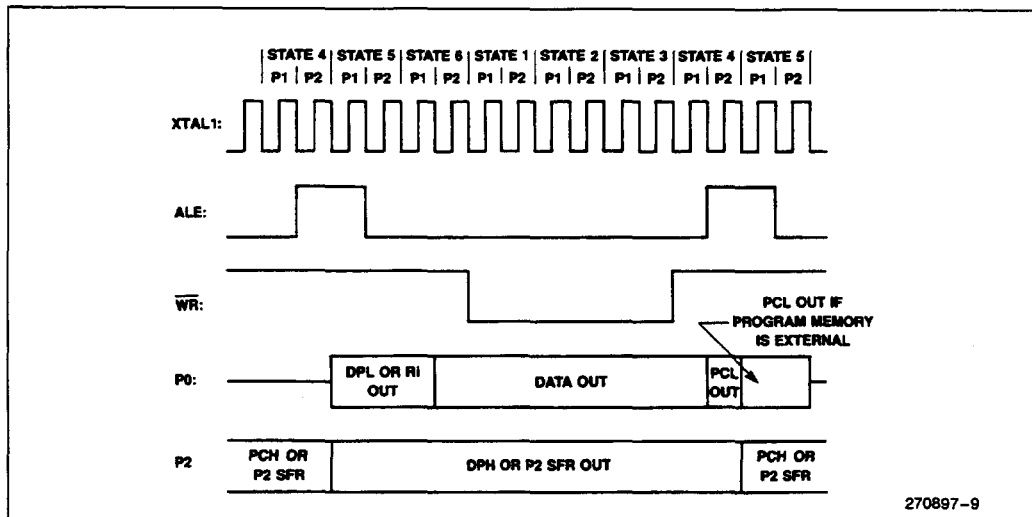 STATE 4 STATE 5 STATE 6 STATE 1 STATE 2 STATE 3 STATE 4 STATE 5
P1 P2 P1 P2 P1 P2 P1 P2 P1 P2 P1 P2 P1 P2 P1 P2
XTAL1:
ALE:
WR:
PCL OUT IF
PROGRAM MEMORY
IS EXTERNAL
P0:
DPL OR Ri
OUT
DATA OUT
PCL
OUT
P2
PCH OR
P2 SFR
DPH OR P2 SFR OUT
PCH OR
P2 SFR
270897-9